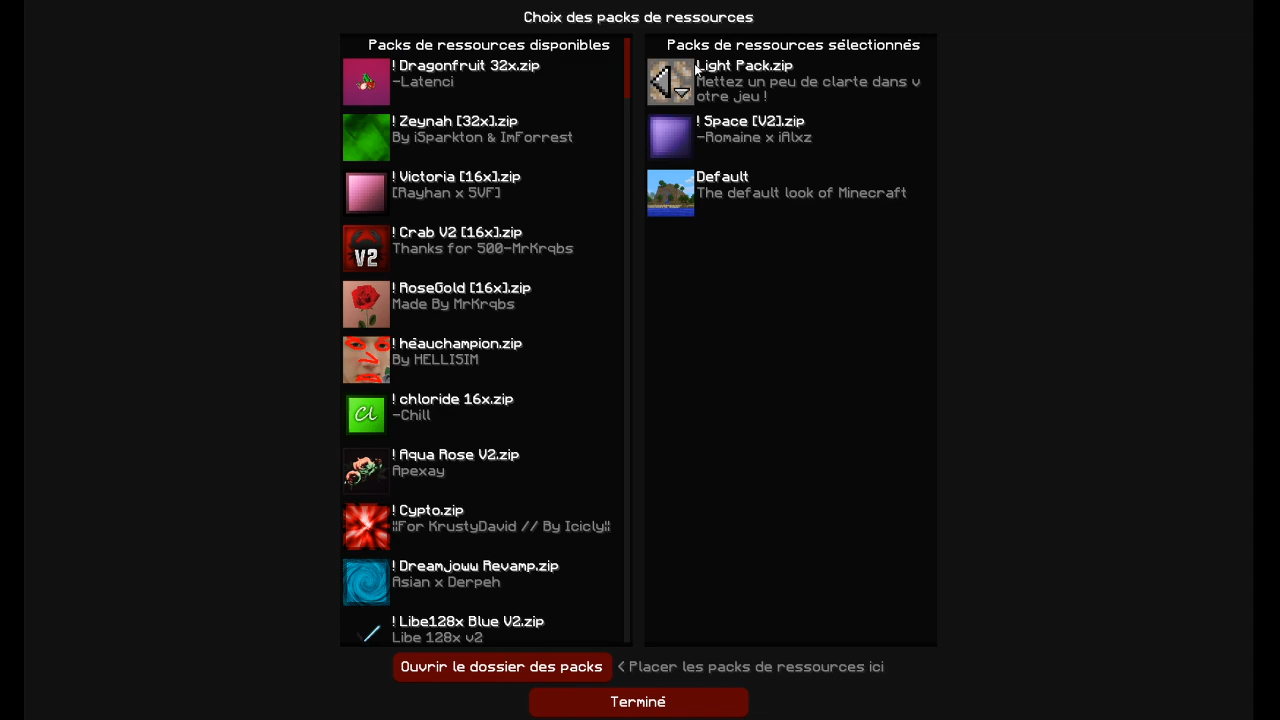 Choix des packs de ressources
Packs de ressources disponibles
! Dragonfruit 32x.zip
-Latenci
! Zeynah [32x].zip
By iSparkton & ImForrest
! Victoria [16x].zip
[Rayhan x 5VF]
! Crab V2 [16x].zip
Thanks for 500-MrKrqbs
V2
! RoseGold [16x].zip
Made By MrKrqbs
! héauchampion.zip
By HELLISIM
! chloride 16x.zip
-Chill
Cl
! Aqua Rose V2.zip
Apexay
! Cypto.zip
¦For KrustyDavid // By Icicly¦
! Dreamjoww Revamp.zip
Asian x Derpeh
! Libe128x Blue V2.zip
Libe 128x v2
Packs de ressources sélectionnés
Light Pack.zip
Mettez un peu de clarte dans v
otre jeu !
! Space [V2].zip
-Romaine x iAlxz
Default
The default look of Minecraft
Ouvrir le dossier des packs
< Placer les packs de ressources ici
Terminé